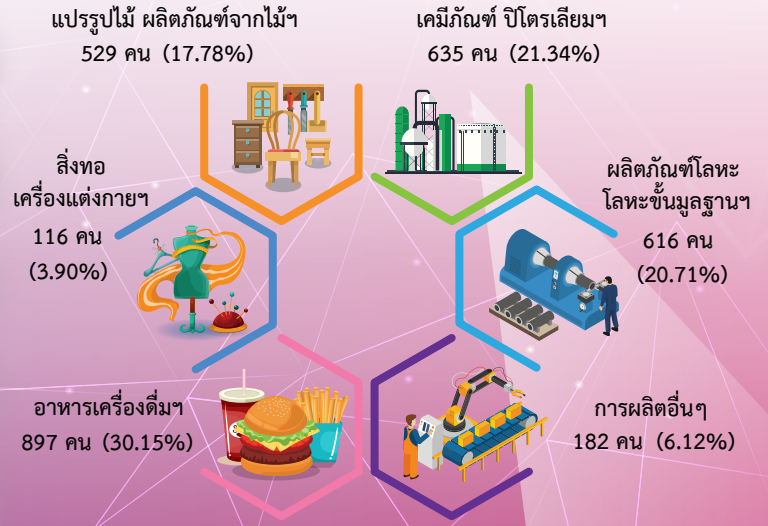 แปรรูปไม้ ผลิตภัณฑ์จากไม้ฯ
529 คน (17.78%)
เคมีภัณฑ์ ปิโตรเลียมฯ
635 คน (21.34%)
สิ่งทอ
เครื่องแต่งกายฯ
116 คน
(3.90%)
ผลิตภัณฑ์โลหะ
โลหะขั้นมูลฐานฯ
616 คน
(20.71%)
อาหารเครื่องดื่มฯ
897 คน (30.15%)
การผลิตอื่นๆ
182 คน (6.12%)